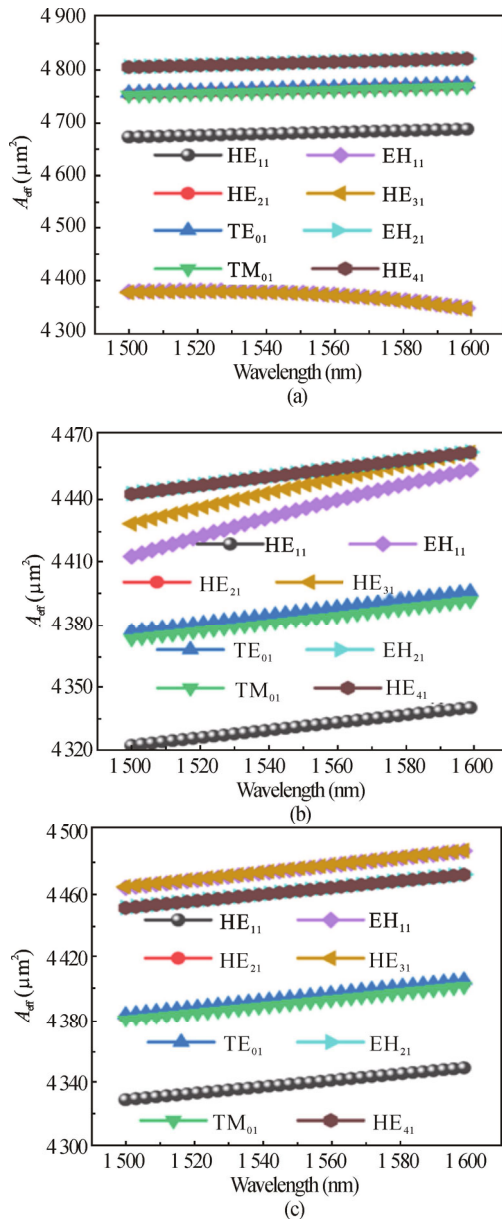 4 900
4 800
4 700
4 600
4 500
4 400
4 300
A_eff (μm²)
HE₁₁ EH₁₁
HE₂₁ HE₃₁
TE₀₁ EH₂₁
TM₀₁ HE₄₁
1 500 1 520 1 540 1 560 1 580 1 600
Wavelength (nm)
(a)
4 470
4 440
4 410
4 380
4 350
4 320
A_eff (μm²)
HE₁₁ EH₁₁
HE₂₁ HE₃₁
TE₀₁ EH₂₁
TM₀₁ HE₄₁
1 500 1 520 1 540 1 560 1 580 1 600
Wavelength (nm)
(b)
4 500
4 460
4 420
4 380
4 340
4 300
A_eff (μm²)
HE₁₁ EH₁₁
HE₂₁ HE₃₁
TE₀₁ EH₂₁
TM₀₁ HE₄₁
1 500 1 520 1 540 1 560 1 580 1 600
Wavelength (nm)
(c)